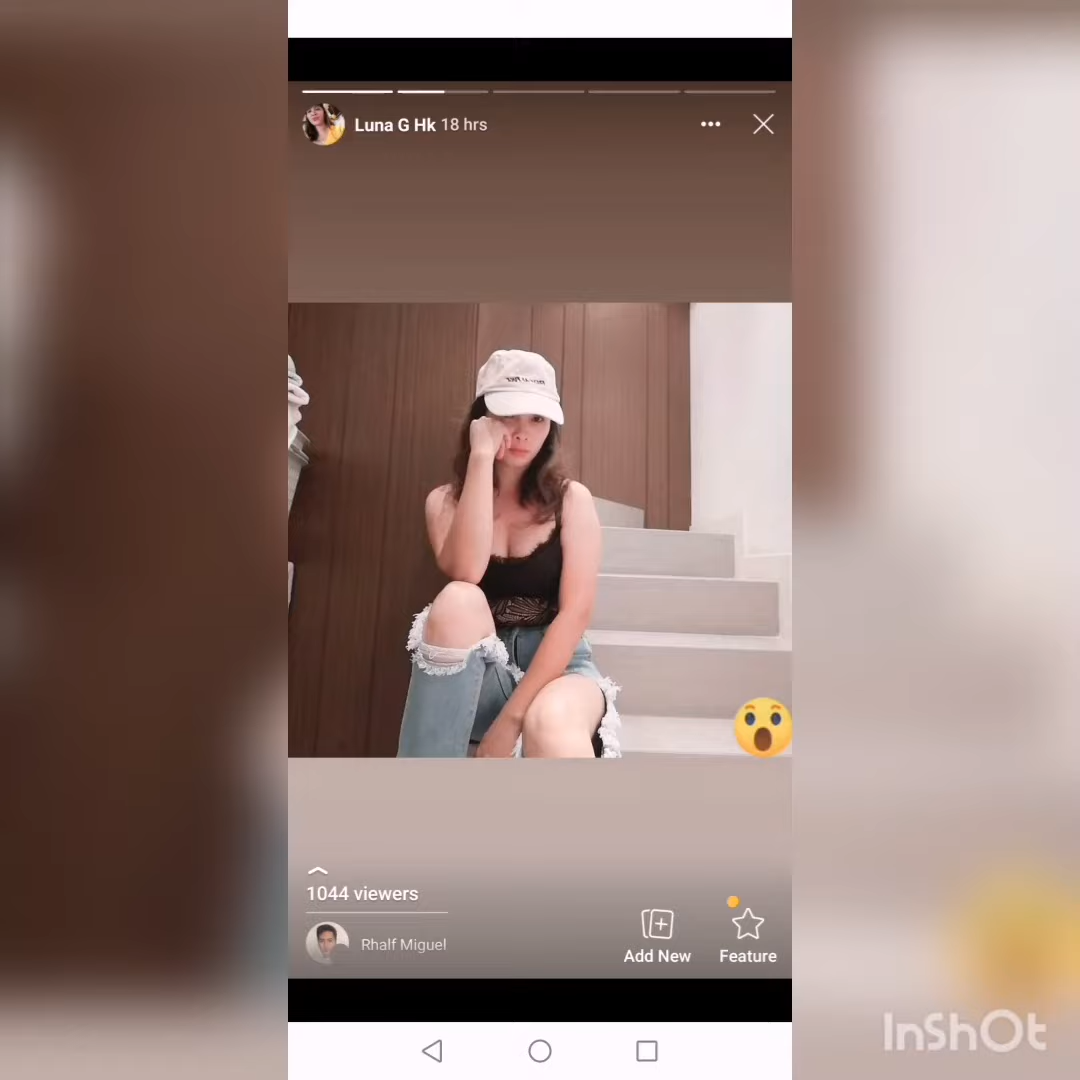 Luna G Hk 18 hrs
1044 viewers
Rhalf Miguel
Add New
Feature
InShOt